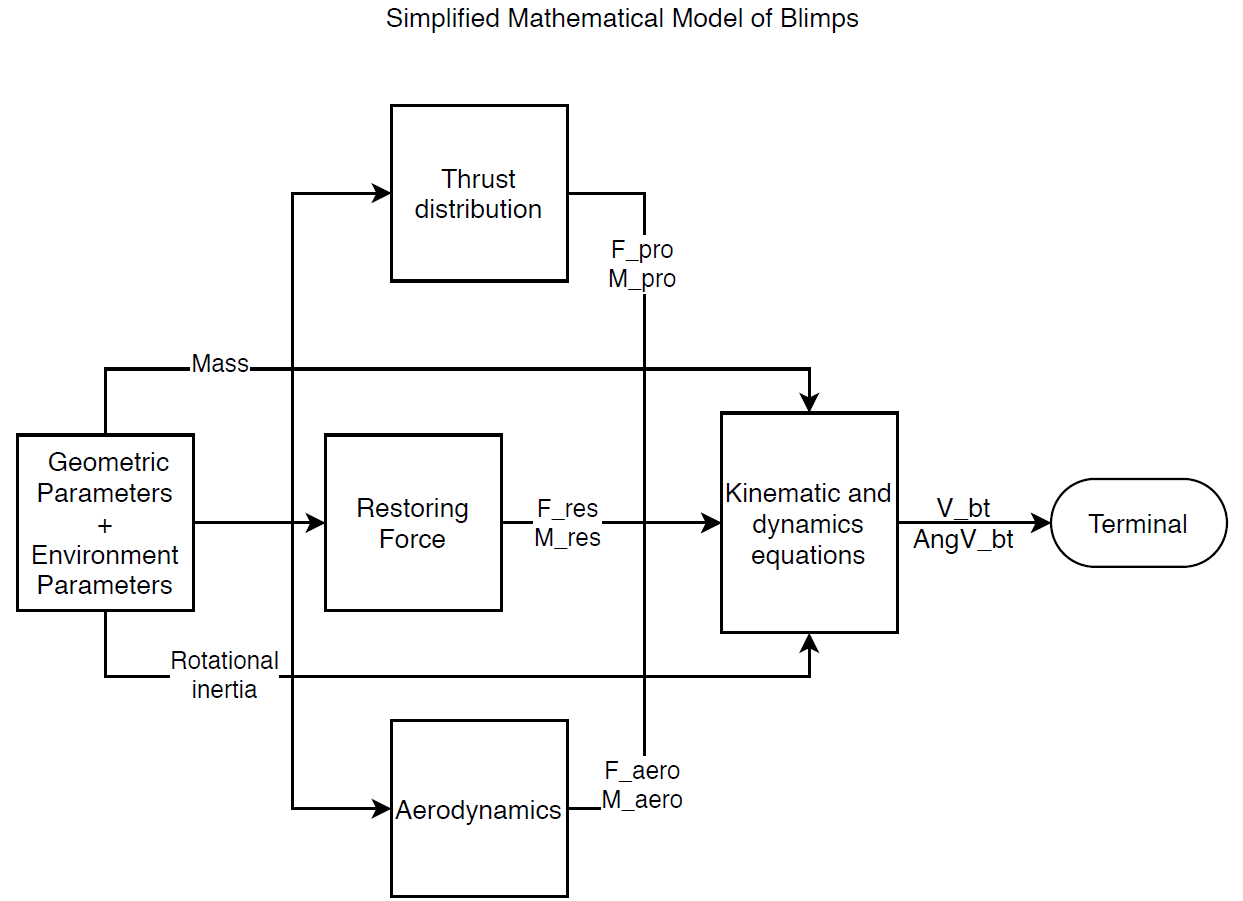 Simplified Mathematical Model of Blimps
Thrust
distribution
F_pro
M_pro
Mass
Geometric
Parameters
+
Environment
Parameters
Restoring
Force
F_res
M_res
Kinematic and
dynamics
equations
V_bt
AngV_bt
Terminal
Rotational
inertia
Aerodynamics
F_aero
M_aero